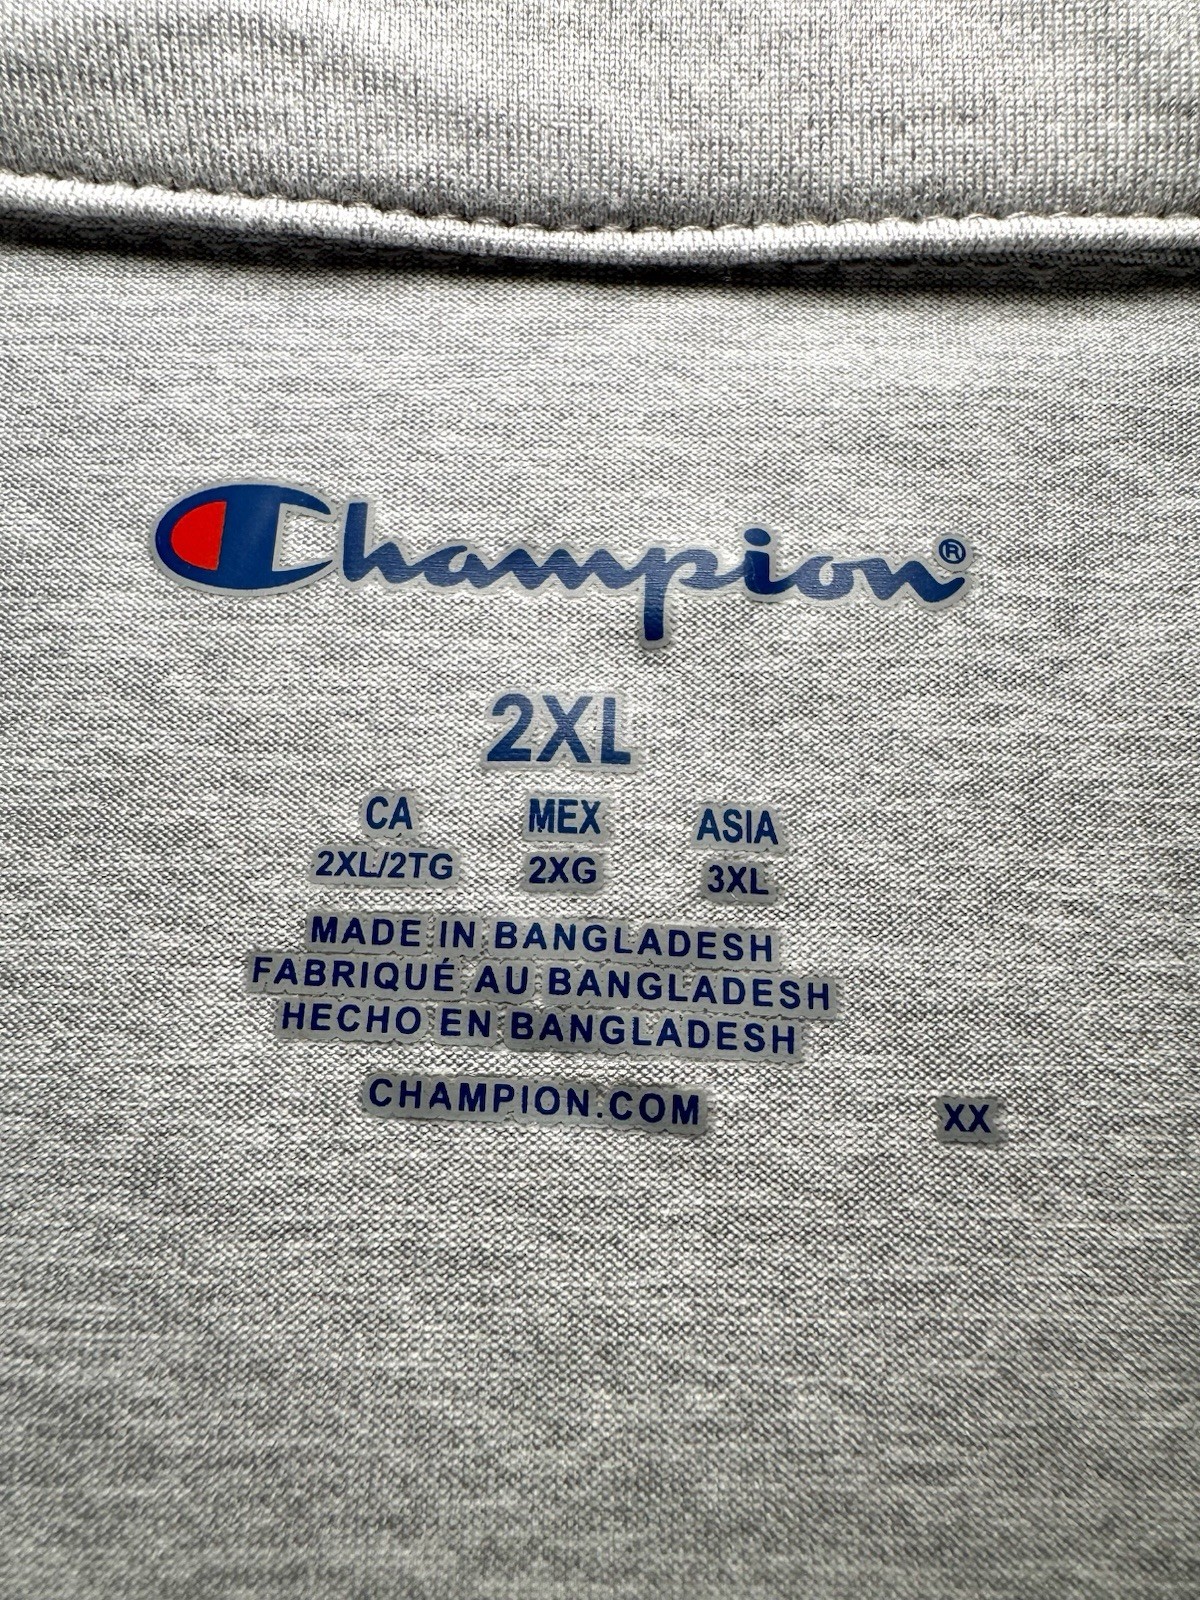 Champion®
2XL
CA MEX ASIA
2XL/2TG 2XG 3XL
MADE IN BANGLADESH
FABRIQUÉ AU BANGLADESH
HECHO EN BANGLADESH
CHAMPION.COM
XX